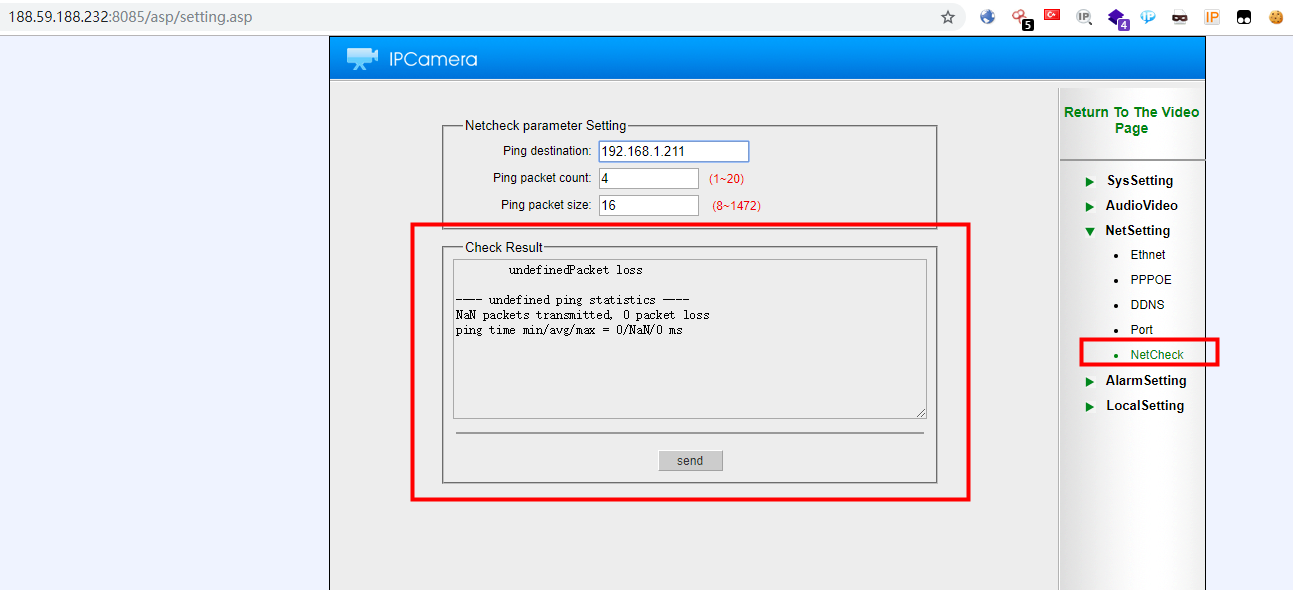 188.59.188.232:8085/asp/setting.asp
5
IP
4
IP
IP
IPCamera
Netcheck parameter Setting
Ping destination: 192.168.1.211
Ping packet count: 4 (1~20)
Ping packet size: 16 (8~1472)
Check Result
undefinedPacket loss
---- undefined ping statistics ----
NaN packets transmitted, 0 packet loss
ping time min/avg/max = 0/NaN/0 ms
send
Return To The Video
Page
SysSetting
AudioVideo
NetSetting
Ethnet
PPPOE
DDNS
Port
NetCheck
AlarmSetting
LocalSetting